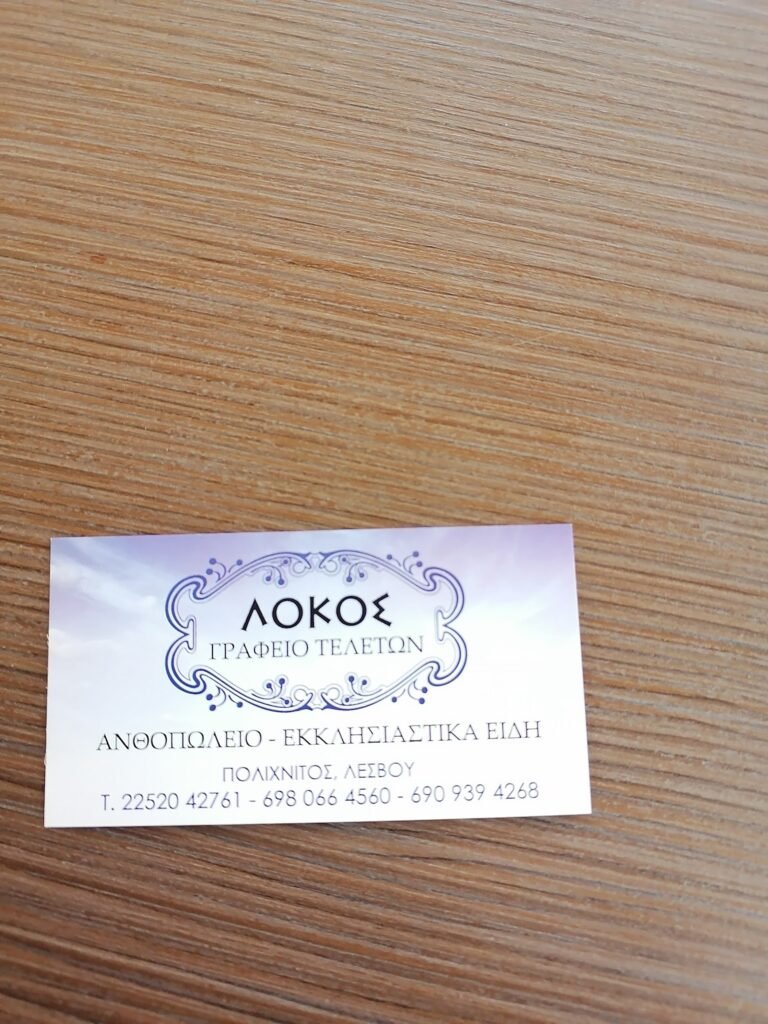 ΛΟΚΟΣ
ΓΡΑΦΕΙΟ ΤΕΛΕΤΩΝ
ΑΝΘΟΠΩΛΕΙΟ - ΕΚΚΛΗΣΙΑΣΤΙΚΑ ΕΙΔΗ
ΠΟΛΙΧΝΙΤΟΣ, ΛΕΣΒΟΥ
Τ. 22520 42761 - 698 066 4560 - 690 939 4268